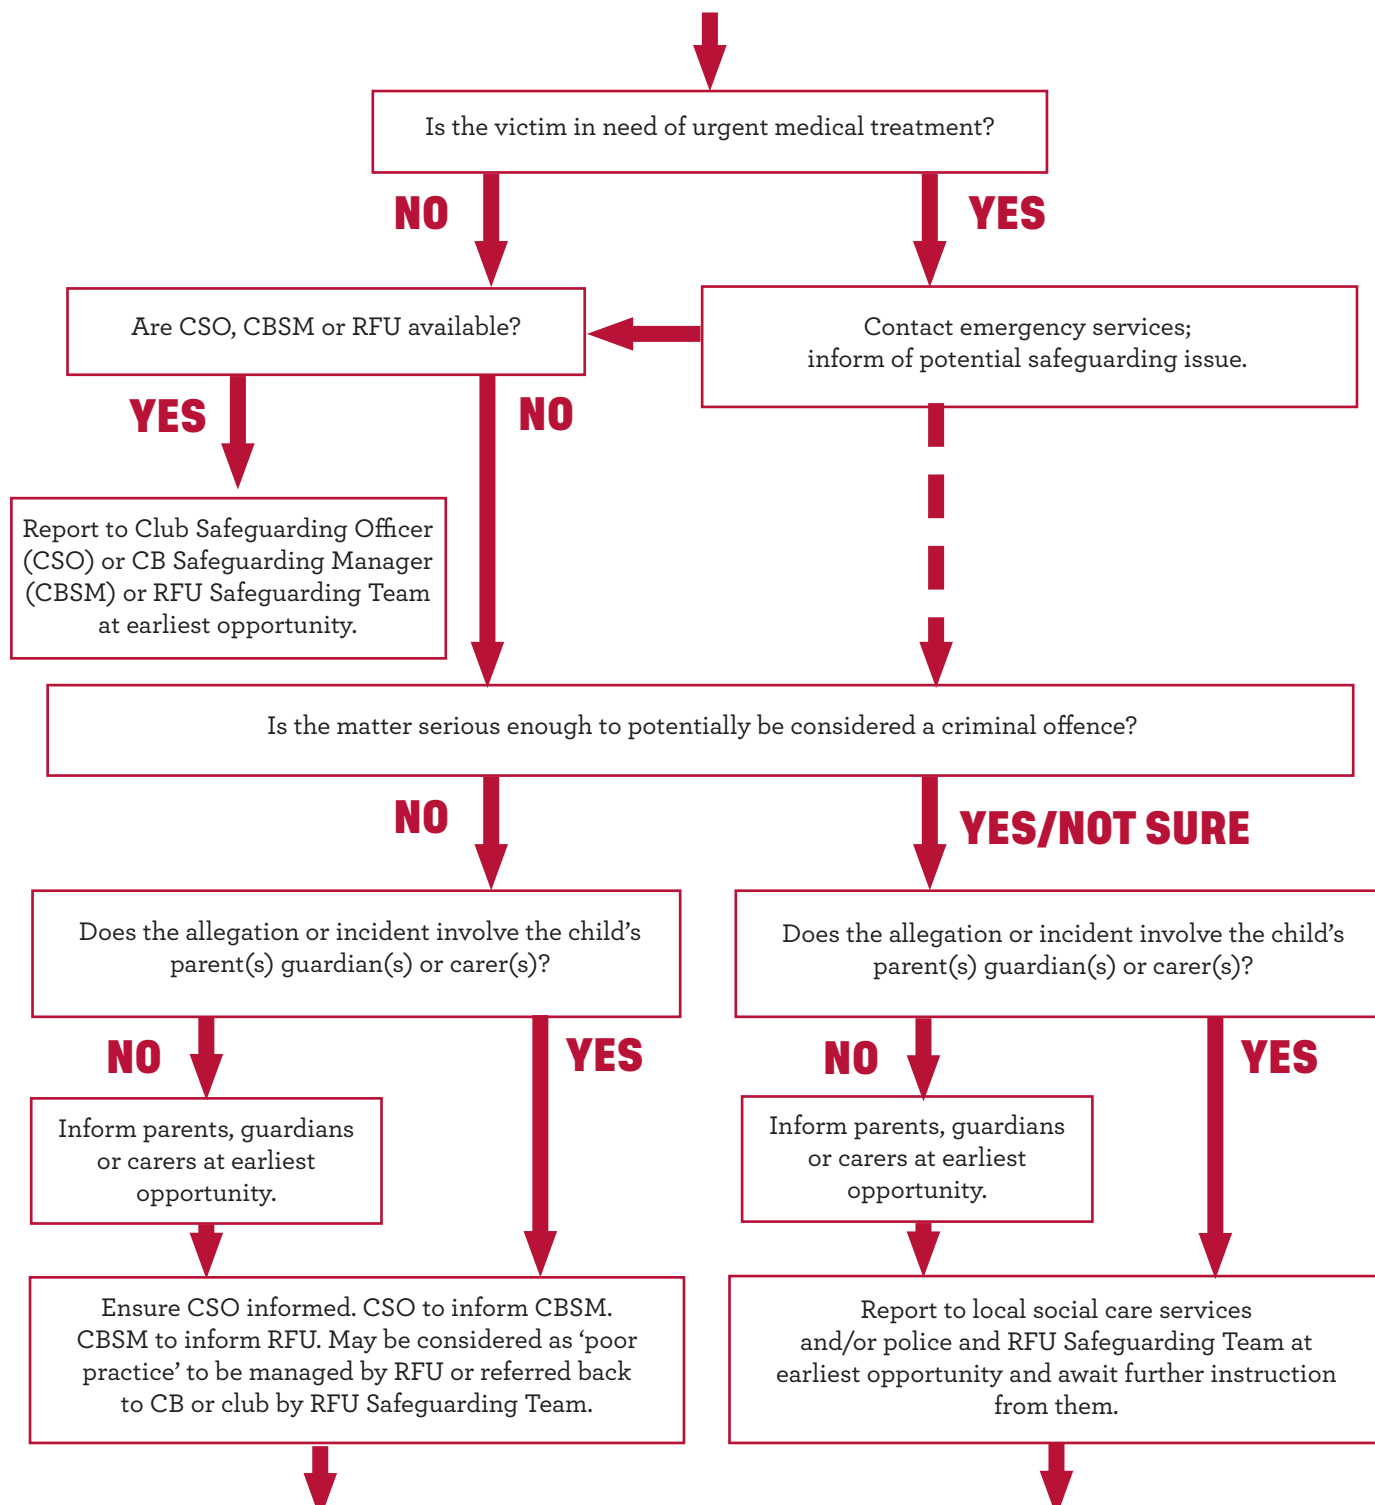 Is the victim in need of urgent medical treatment?
NO
YES
Are CSO, CBSM or RFU available?
Contact emergency services;
inform of potential safeguarding issue.
YES
NO
Report to Club Safeguarding Officer
(CSO) or CB Safeguarding Manager
(CBSM) or RFU Safeguarding Team
at earliest opportunity.
Is the matter serious enough to potentially be considered a criminal offence?
NO
YES/NOT SURE
Does the allegation or incident involve the child’s
parent(s) guardian(s) or carer(s)?
Does the allegation or incident involve the child’s
parent(s) guardian(s) or carer(s)?
NO
YES
NO
YES
Inform parents, guardians
or carers at earliest
opportunity.
Inform parents, guardians
or carers at earliest
opportunity.
Ensure CSO informed. CSO to inform CBSM.
CBSM to inform RFU. May be considered as ‘poor
practice’ to be managed by RFU or referred back
to CB or club by RFU Safeguarding Team.
Report to local social care services
and/or police and RFU Safeguarding Team at
earliest opportunity and await further instruction
from them.